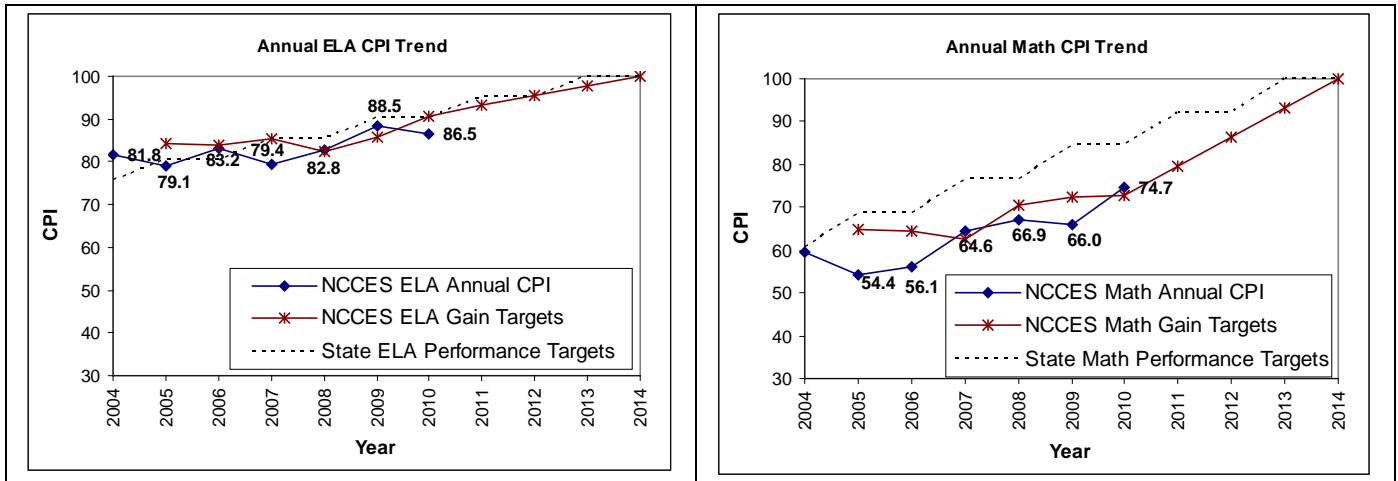 Annual ELA CPI Trend
100
90
80
70
60
50
40
30
CPI
81.8
79.1
83.2
79.4
82.8
88.5
86.5
NCCES ELA Annual CPI
NCCES ELA Gain Targets
State ELA Performance Targets
2004 2005 2006 2007 2008 2009 2010 2011 2012 2013 2014
Year
Annual Math CPI Trend
100
90
80
70
60
50
40
30
CPI
54.4
56.1
64.6
66.9
66.0
74.7
NCCES Math Annual CPI
NCCES Math Gain Targets
State Math Performance Targets
2004 2005 2006 2007 2008 2009 2010 2011 2012 2013 2014
Year